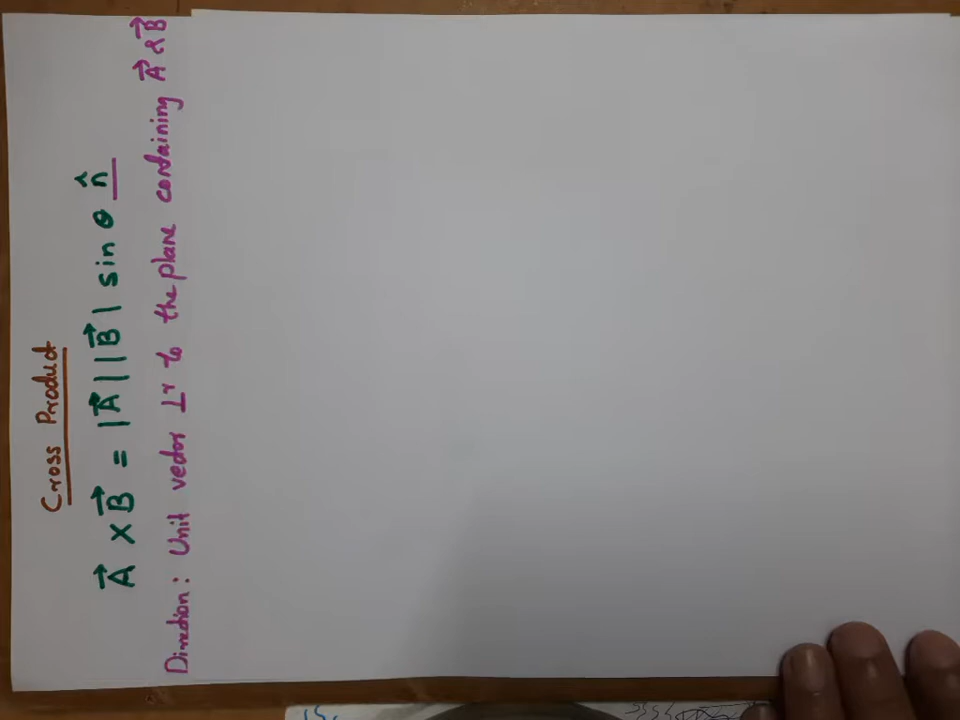 Cross Product
A⃗ × B⃗ = |A⃗| |B⃗| sin θ n̂
Direction: Unit vector ⊥r to the plane containing A⃗ & B⃗